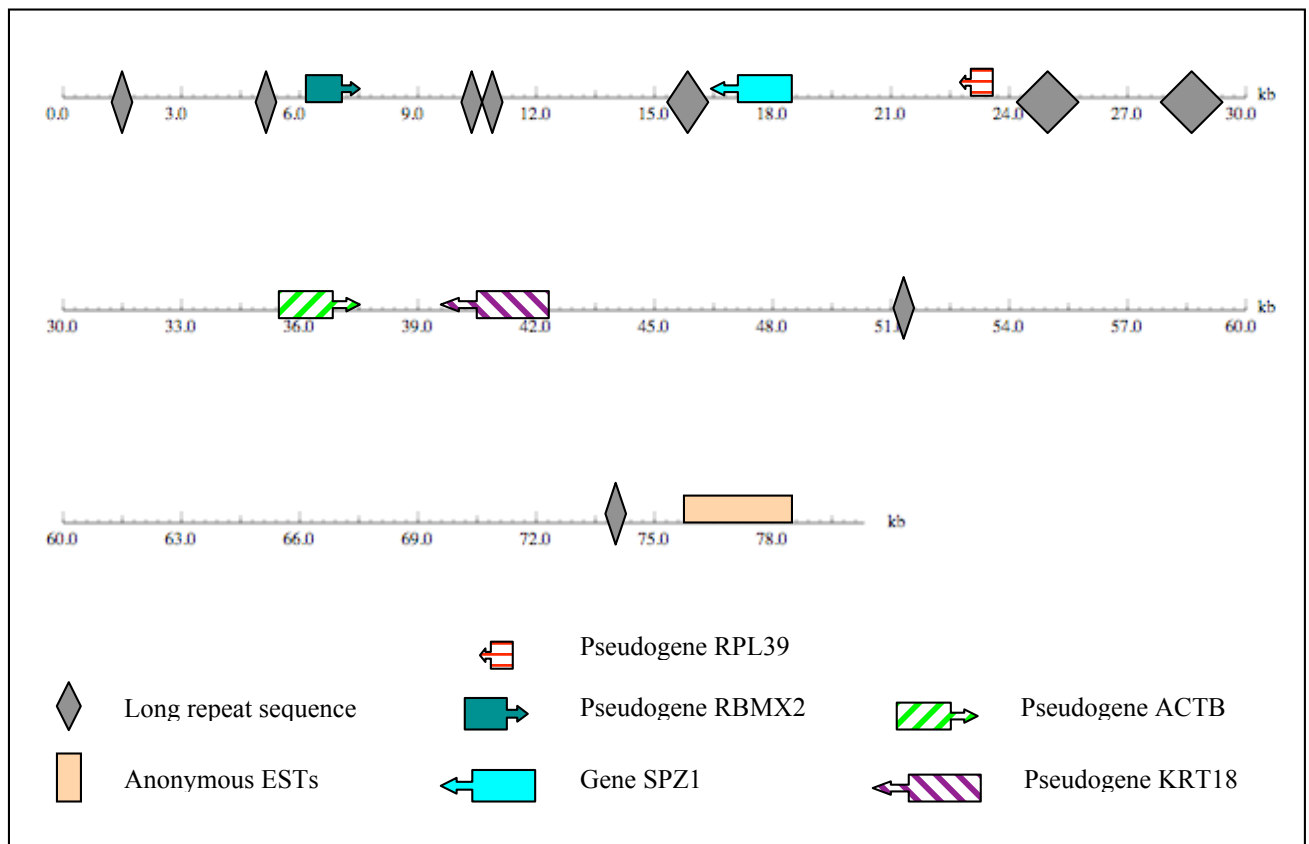 0.0 3.0 6.0 9.0 12.0 15.0 18.0 21.0 24.0 27.0 30.0 kb
30.0 33.0 36.0 39.0 42.0 45.0 48.0 51. 54.0 57.0 60.0 kb
60.0 63.0 66.0 69.0 72.0 75.0 78.0 kb
Pseudogene RPL39
Long repeat sequence Pseudogene RBMX2 Pseudogene ACTB
Anonymous ESTs Gene SPZ1 Pseudogene KRT18